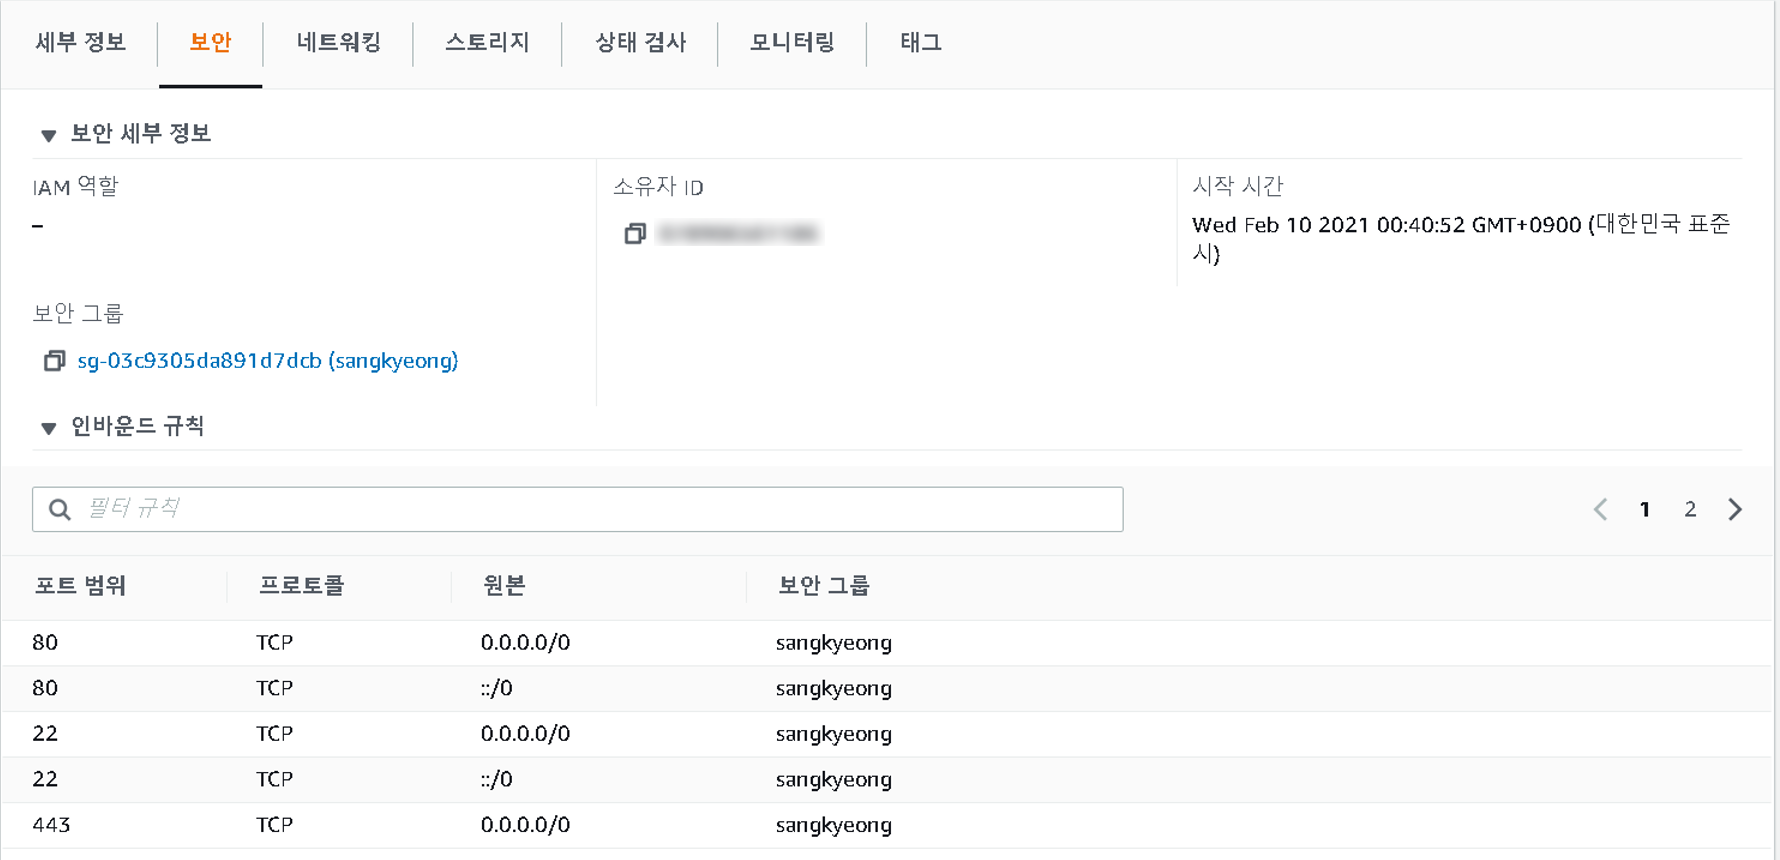 세부 정보 보안 네트워킹 스토리지 상태 검사 모니터링 태그
보안 세부 정보
IAM 역할
–
소유자 ID
시작 시간
Wed Feb 10 2021 00:40:52 GMT+0900 (대한민국 표준
시)
보안 그룹
sg-03c9305da891d7dcb (sangkyeong)
인바운드 규칙
필터 규칙
1 2
포트 범위 프로토콜 원본 보안 그룹
80 TCP 0.0.0.0/0 sangkyeong
80 TCP ::/0 sangkyeong
22 TCP 0.0.0.0/0 sangkyeong
22 TCP ::/0 sangkyeong
443 TCP 0.0.0.0/0 sangkyeong